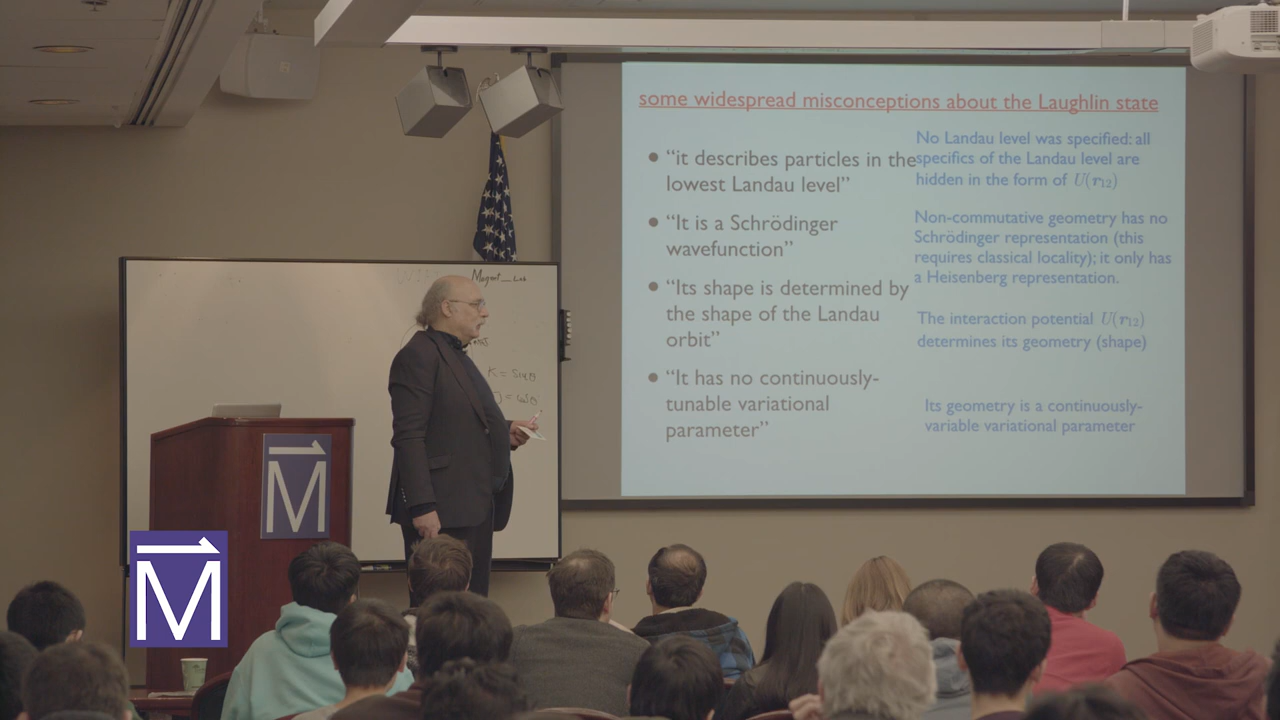 some widespread misconceptions about the Laughlin state
• “it describes particles in the
lowest Landau level”
No Landau level was specified: all
specifics of the Landau level are
hidden in the form of U(r₁₂)
• “It is a Schrödinger
wavefunction”
Non-commutative geometry has no
Schrödinger representation (this
requires classical locality); it only has
a Heisenberg representation.
• “Its shape is determined by
the shape of the Landau
orbit”
The interaction potential U(r₁₂)
determines its geometry (shape)
• “It has no continuously-
tunable variational
parameter”
Its geometry is a continuously-
variable variational parameter
M
M